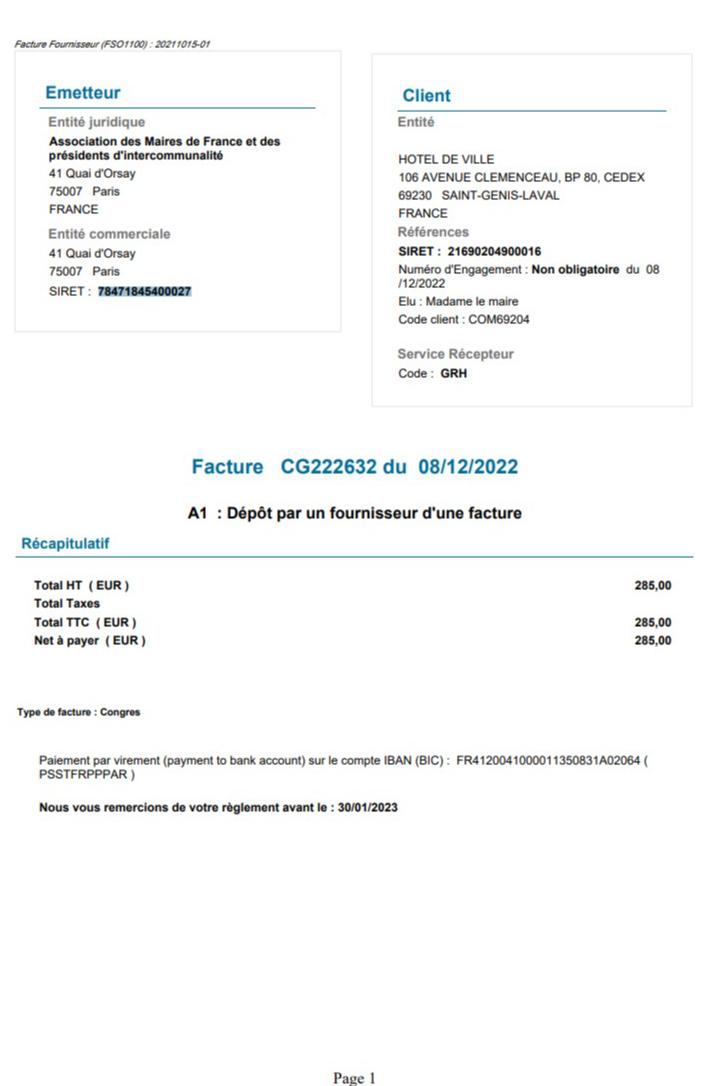 Facture Fournisseur (FSO1100) : 20211015-01
Emetteur
Entité juridique
Association des Maires de France et des
présidents d'intercommunalité
41 Quai d'Orsay
75007 Paris
FRANCE
Entité commerciale
41 Quai d'Orsay
75007 Paris
SIRET : 78471845400027
Client
Entité
HOTEL DE VILLE
106 AVENUE CLEMENCEAU, BP 80, CEDEX
69230 SAINT-GENIS-LAVAL
FRANCE
Références
SIRET : 21690204900016
Numéro d'Engagement : Non obligatoire du 08
/12/2022
Elu : Madame le maire
Code client : COM69204
Service Récepteur
Code : GRH
Facture CG222632 du 08/12/2022
A1 : Dépôt par un fournisseur d'une facture
Récapitulatif
Total HT ( EUR ) 285,00
Total Taxes
Total TTC ( EUR ) 285,00
Net à payer ( EUR ) 285,00
Type de facture : Congres
Paiement par virement (payment to bank account) sur le compte IBAN (BIC) : FR4120041000011350831A02064 (
PSSTFRPPPAR )
Nous vous remercions de votre règlement avant le : 30/01/2023
Page 1